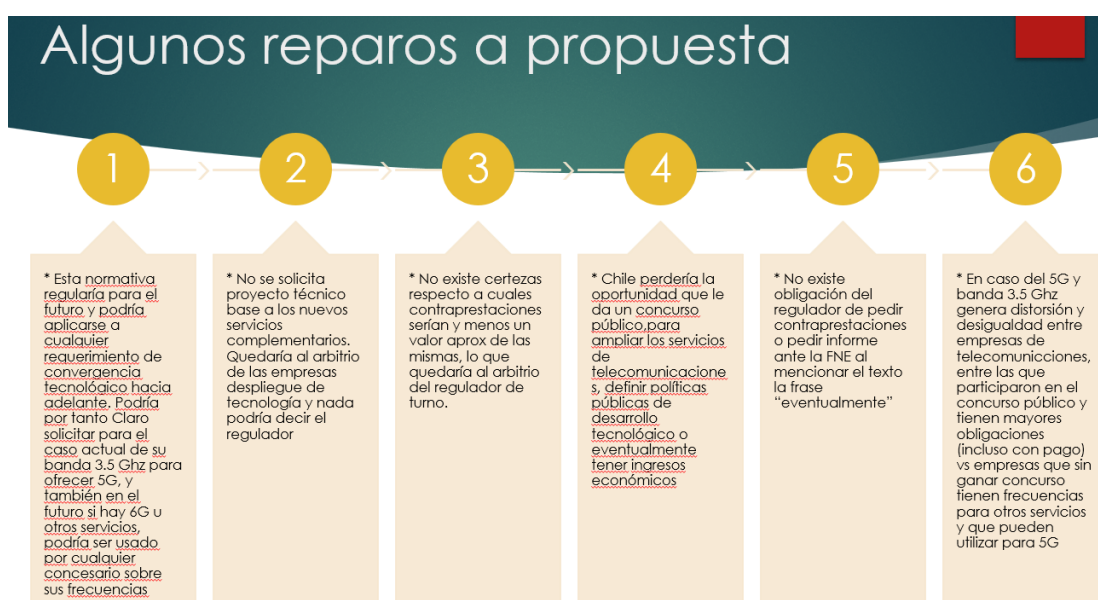 Algunos reparos a propuesta
1
2
3
4
5
6
* Esta normativa
regularía para el
futuro y podría
aplicarse a
cualquier
requerimiento de
convergencia
tecnológico hacia
adelante. Podría
por tanto Claro
solicitar para el
caso actual de su
banda 3.5 Ghz para
ofrecer 5G, y
también en el
futuro si hay 6G u
otros servicios,
podría ser usado
por cualquier
concesario sobre
sus frecuencias
* No se solicita
proyecto técnico
base a los nuevos
servicios
complementarios.
Quedaría al arbitrio
de las empresas
despliegue de
tecnología y nada
podría decir el
regulador
* No existe certezas
respecto a cuales
contraprestaciones
serían y menos un
valor aprox de las
mismas, lo que
quedaría al arbitrio
del regulador de
turno.
* Chile perdería la
oportunidad que le
da un concurso
público,para
ampliar los servicios
de
telecomunicacione
s, definir políticas
públicas de
desarrollo
tecnológico o
eventualmente
tener ingresos
económicos
* No existe
obligación del
regulador de pedir
contraprestaciones
o pedir informe
ante la FNE al
mencionar el texto
la frase
“eventualmente”
* En caso del 5G y
banda 3.5 Ghz
genera distorsión y
desigualdad entre
empresas de
telecomunicciones,
entre las que
participaron en el
concurso público y
tienen mayores
obligaciones
(incluso con pago)
vs empresas que sin
ganar concurso
tienen frecuencias
para otros servicios
y que pueden
utilizar para 5G